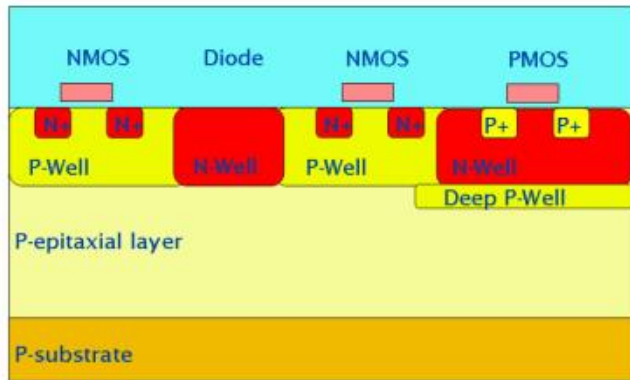 NMOS Diode NMOS PMOS
N+ N+ N+ N+ P+ P+
P-Well N-Well P-Well N-Well
Deep P-Well
P-epitaxial layer
P-substrate